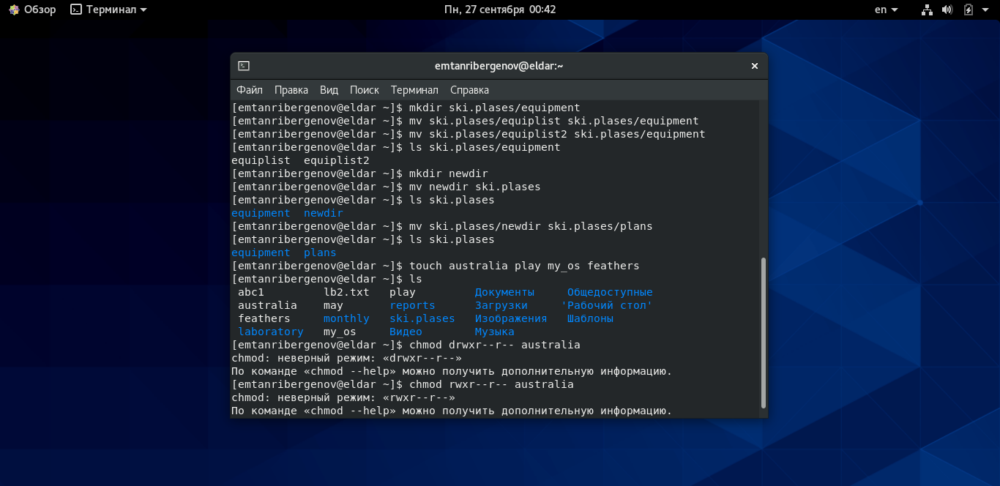 Обзор Терминал Пн, 27 сентября 00:42 en
emtanribergenov@eldar:~
Файл Правка Вид Поиск Терминал Справка
[emtanribergenov@eldar ~]$ mkdir ski.plases/equipment
[emtanribergenov@eldar ~]$ mv ski.plases/equiplist ski.plases/equipment
[emtanribergenov@eldar ~]$ mv ski.plases/equiplist2 ski.plases/equipment
[emtanribergenov@eldar ~]$ ls ski.plases/equipment
equiplist equiplist2
[emtanribergenov@eldar ~]$ mkdir newdir
[emtanribergenov@eldar ~]$ mv newdir ski.plases
[emtanribergenov@eldar ~]$ ls ski.plases
equipment newdir
[emtanribergenov@eldar ~]$ mv ski.plases/newdir ski.plases/plans
[emtanribergenov@eldar ~]$ ls ski.plases
equipment plans
[emtanribergenov@eldar ~]$ touch australia play my_os feathers
[emtanribergenov@eldar ~]$ ls
abc1 lb2.txt play Документы Общедоступные
australia may reports Загрузки 'Рабочий стол'
feathers monthly ski.plases Изображения Шаблоны
laboratory my_os Видео Музыка
[emtanribergenov@eldar ~]$ chmod drwxr--r-- australia
chmod: неверный режим: «drwxr--r--»
По команде «chmod --help» можно получить дополнительную информацию.
[emtanribergenov@eldar ~]$ chmod rwxr--r-- australia
chmod: неверный режим: «rwxr--r--»
По команде «chmod --help» можно получить дополнительную информацию.